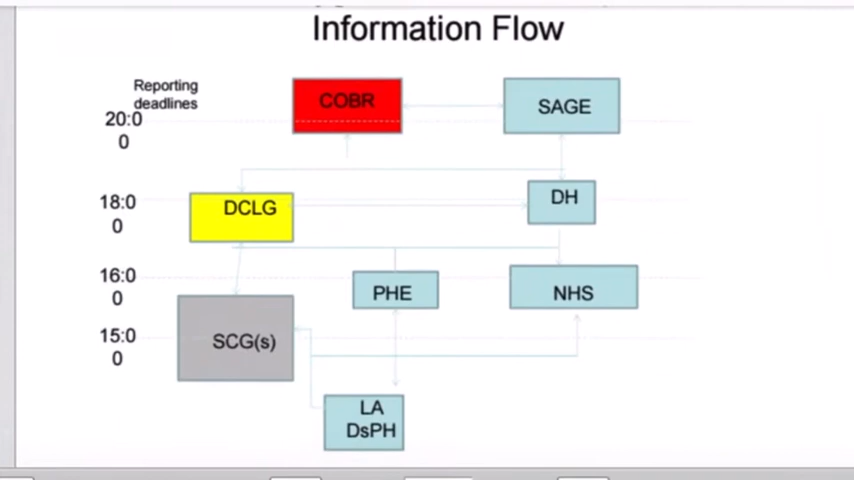 Information Flow
Reporting
deadlines
COBR
SAGE
20:0
0
18:0
0
DCLG
DH
16:0
0
PHE
NHS
15:0
0
SCG(s)
LA
DsPH